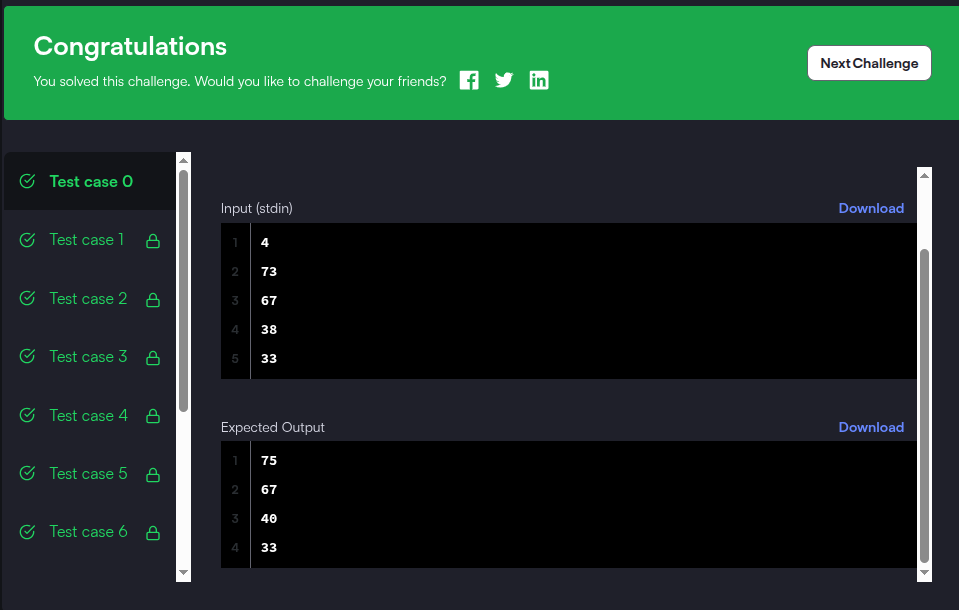 Congratulations
You solved this challenge. Would you like to challenge your friends?
Next Challenge
Test case 0
Test case 1
Test case 2
Test case 3
Test case 4
Test case 5
Test case 6
Input (stdin)
Download
1 4
2 73
3 67
4 38
5 33
Expected Output
Download
1 75
2 67
3 40
4 33